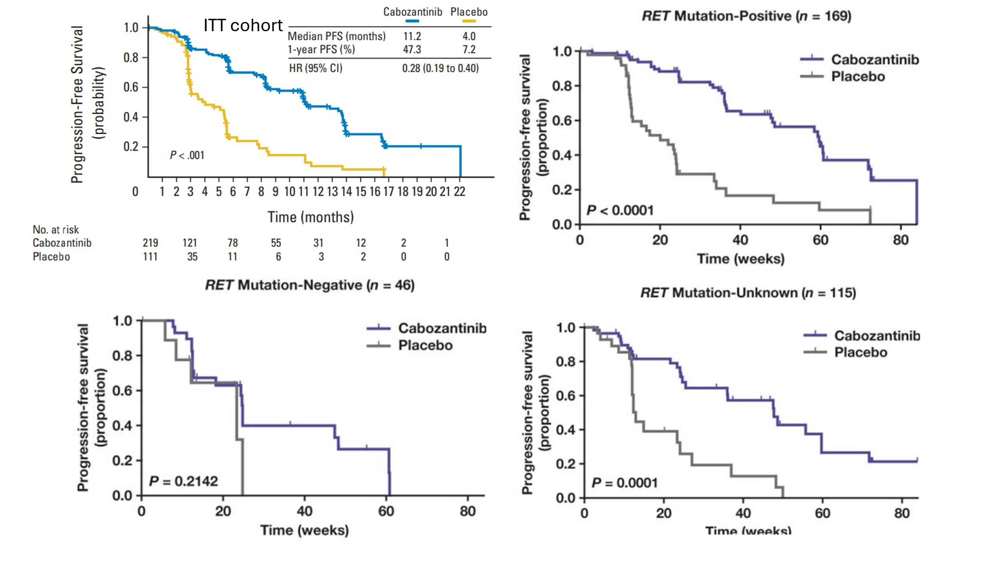 ITT cohort
Cabozantinib Placebo
Median PFS (months) 11.2 4.0
1-year PFS (%) 47.3 7.2
HR (95% CI) 0.28 (0.19 to 0.40)
Progression-Free Survival
(probability)
1.0
0.8
0.6
0.4
0.2
P < .001
0 1 2 3 4 5 6 7 8 9 10 11 12 13 14 15 16 17 18 19 20 21 22
Time (months)
No. at risk
Cabozantinib 219 121 78 55 31 12 2 1
Placebo 111 35 11 6 3 2 0 0
RET Mutation-Positive (n = 169)
Progression-free survival
(proportion)
1.0
0.8
0.6
0.4
0.2
0.0
Cabozantinib
Placebo
P < 0.0001
0 20 40 60 80
Time (weeks)
RET Mutation-Negative (n = 46)
Progression-free survival
(proportion)
1.0
0.8
0.6
0.4
0.2
0.0
Cabozantinib
Placebo
P = 0.2142
0 20 40 60 80
Time (weeks)
RET Mutation-Unknown (n = 115)
Progression-free survival
(proportion)
1.0
0.8
0.6
0.4
0.2
0.0
Cabozantinib
Placebo
P = 0.0001
0 20 40 60 80
Time (weeks)